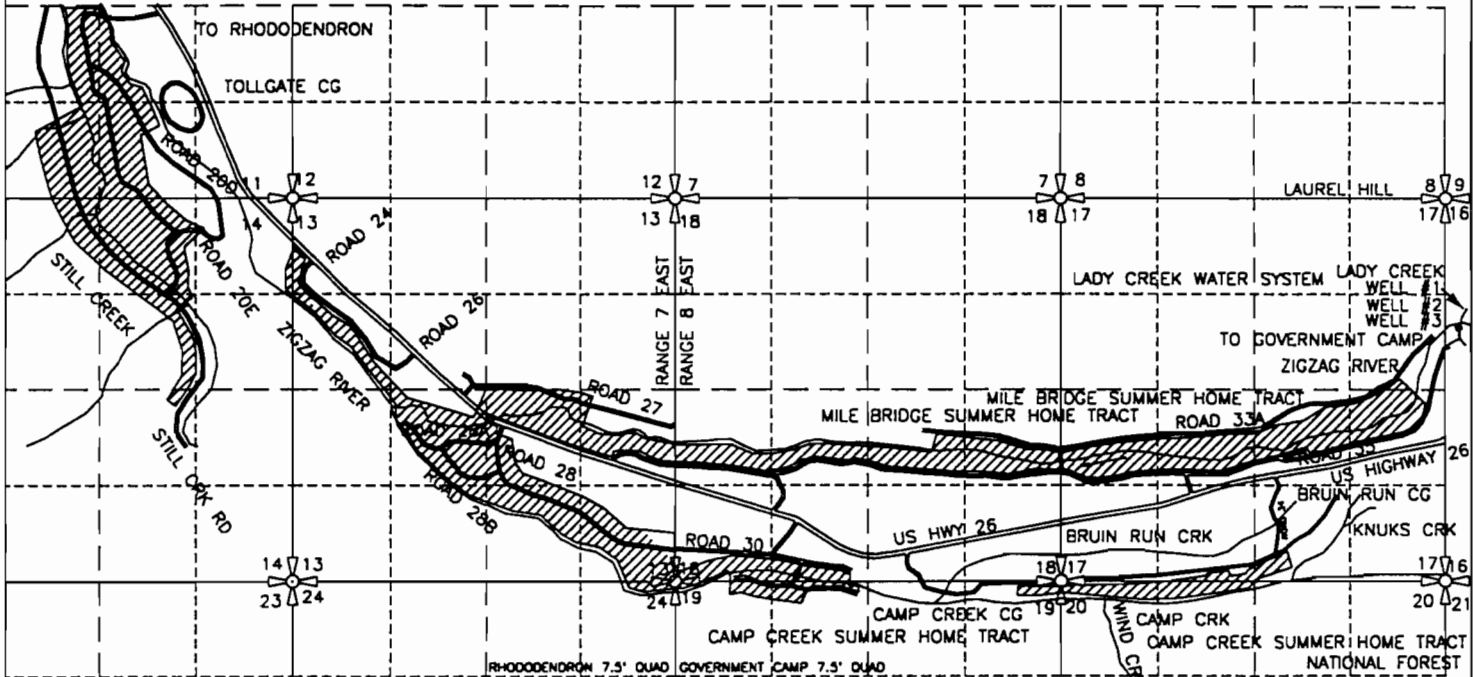 TO RHODODENDRON
TOLLGATE CG
ROAD 20D
11 12
14 13
12 7
13 18
7 8
18 17
LAUREL HILL
8 9
17 16
ROAD 24
STILL CREEK
ROAD 20E
ZIGZAG RIVER
ROAD 26
RANGE 7 EAST
RANGE 8 EAST
LADY CREEK WATER SYSTEM
LADY CREEK
WELL #1
WELL #2
WELL #3
TO GOVERNMENT CAMP
ZIGZAG RIVER
STILL CRK RD
ROAD 27
MILE BRIDGE SUMMER HOME TRACT
MILE BRIDGE SUMMER HOME TRACT
ROAD 33A
ROAD 33
US HIGHWAY 26
ROAD 28
ROAD 28B
ROAD 30
US HWY 26
BRUIN RUN CG
BRUIN RUN CRK
KNUKS CRK
14 13
23 24
24 19
18 17
19 20
17 16
20 21
CAMP CREEK CG
CAMP CREEK SUMMER HOME TRACT
WIND CR
CAMP CRK
CAMP CREEK SUMMER HOME TRACT
NATIONAL FOREST
RHODODENDRON 7.5' QUAD GOVERNMENT CAMP 7.5' QUAD